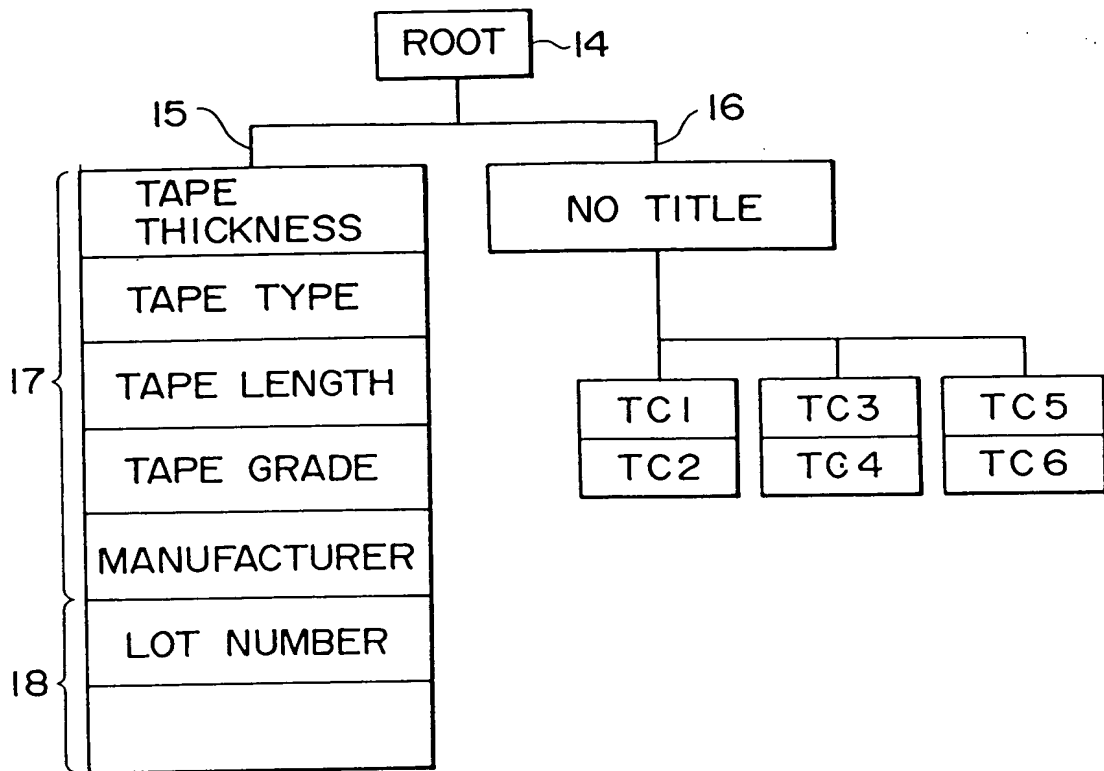 ROOT
14
15
16
TAPE
THICKNESS
NO TITLE
TAPE TYPE
17
TAPE LENGTH
TC1
TC3
TC5
TAPE GRADE
TC2
TC4
TC6
MANUFACTURER
LOT NUMBER
18